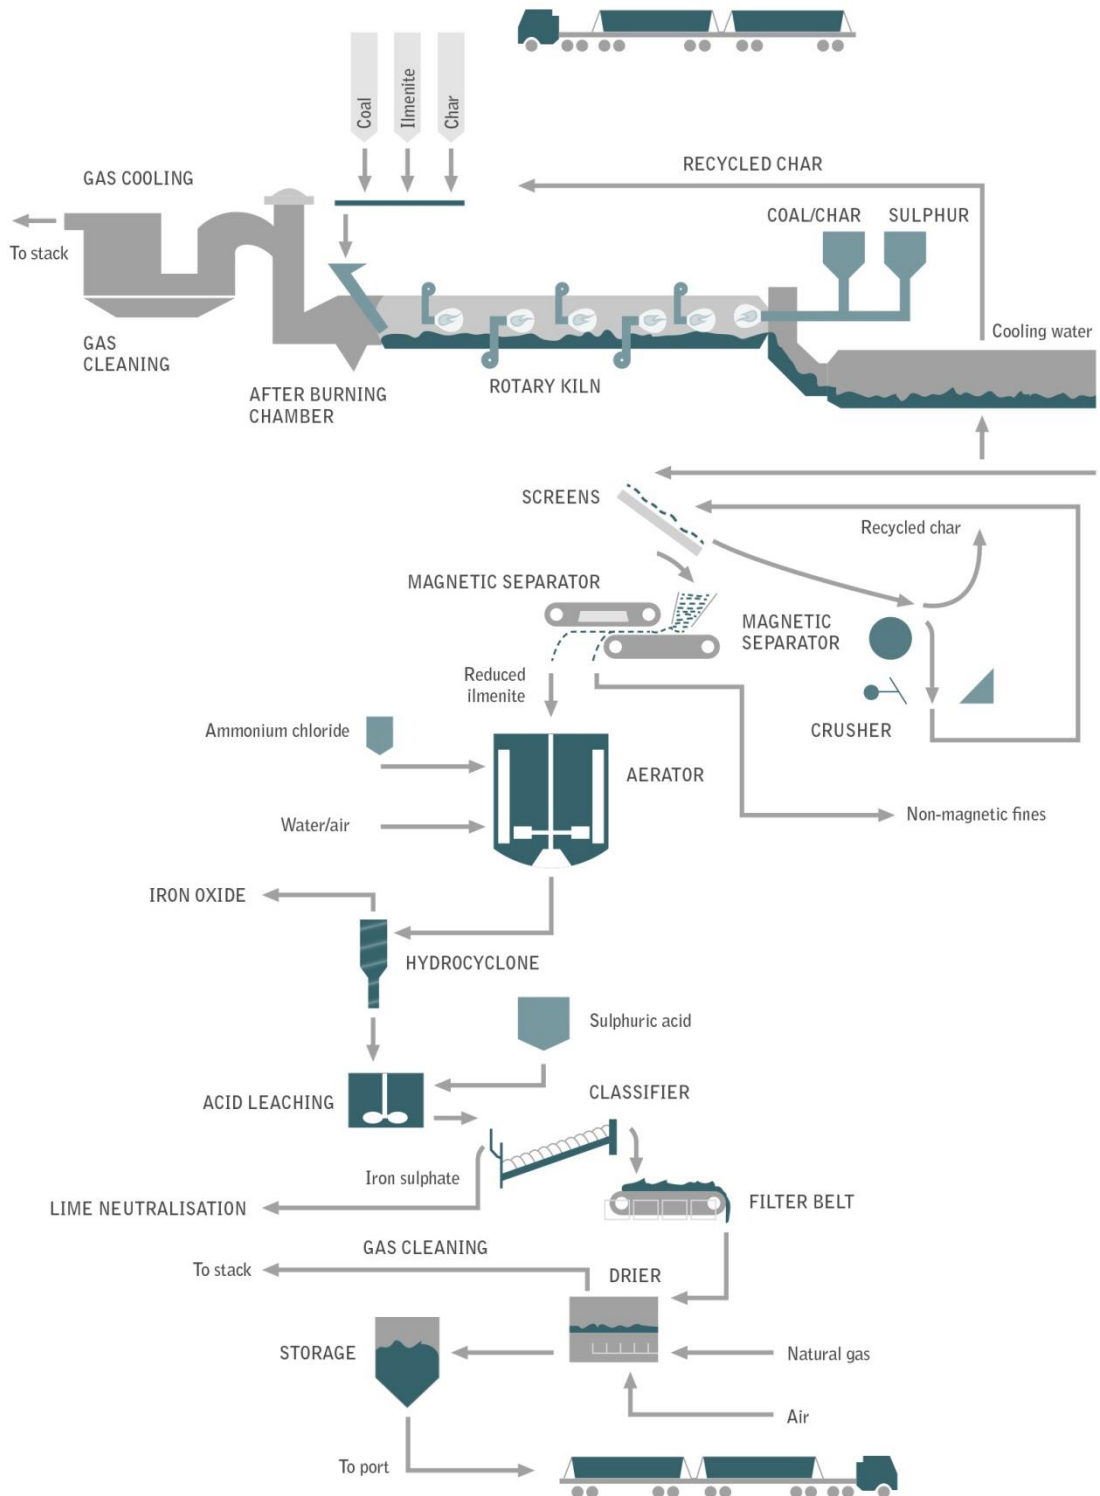 Coal
Ilmenite
Char
RECYCLED CHAR
GAS COOLING
COAL/CHAR
SULPHUR
To stack
Cooling water
GAS
CLEANING
ROTARY KILN
AFTER BURNING
CHAMBER
SCREENS
Recycled char
MAGNETIC SEPARATOR
MAGNETIC
SEPARATOR
Reduced
ilmenite
Ammonium chloride
CRUSHER
AERATOR
Water/air
Non-magnetic fines
IRON OXIDE
HYDROCYCLONE
Sulphuric acid
CLASSIFIER
ACID LEACHING
Iron sulphate
LIME NEUTRALISATION
FILTER BELT
GAS CLEANING
To stack
DRIER
STORAGE
Natural gas
Air
To port